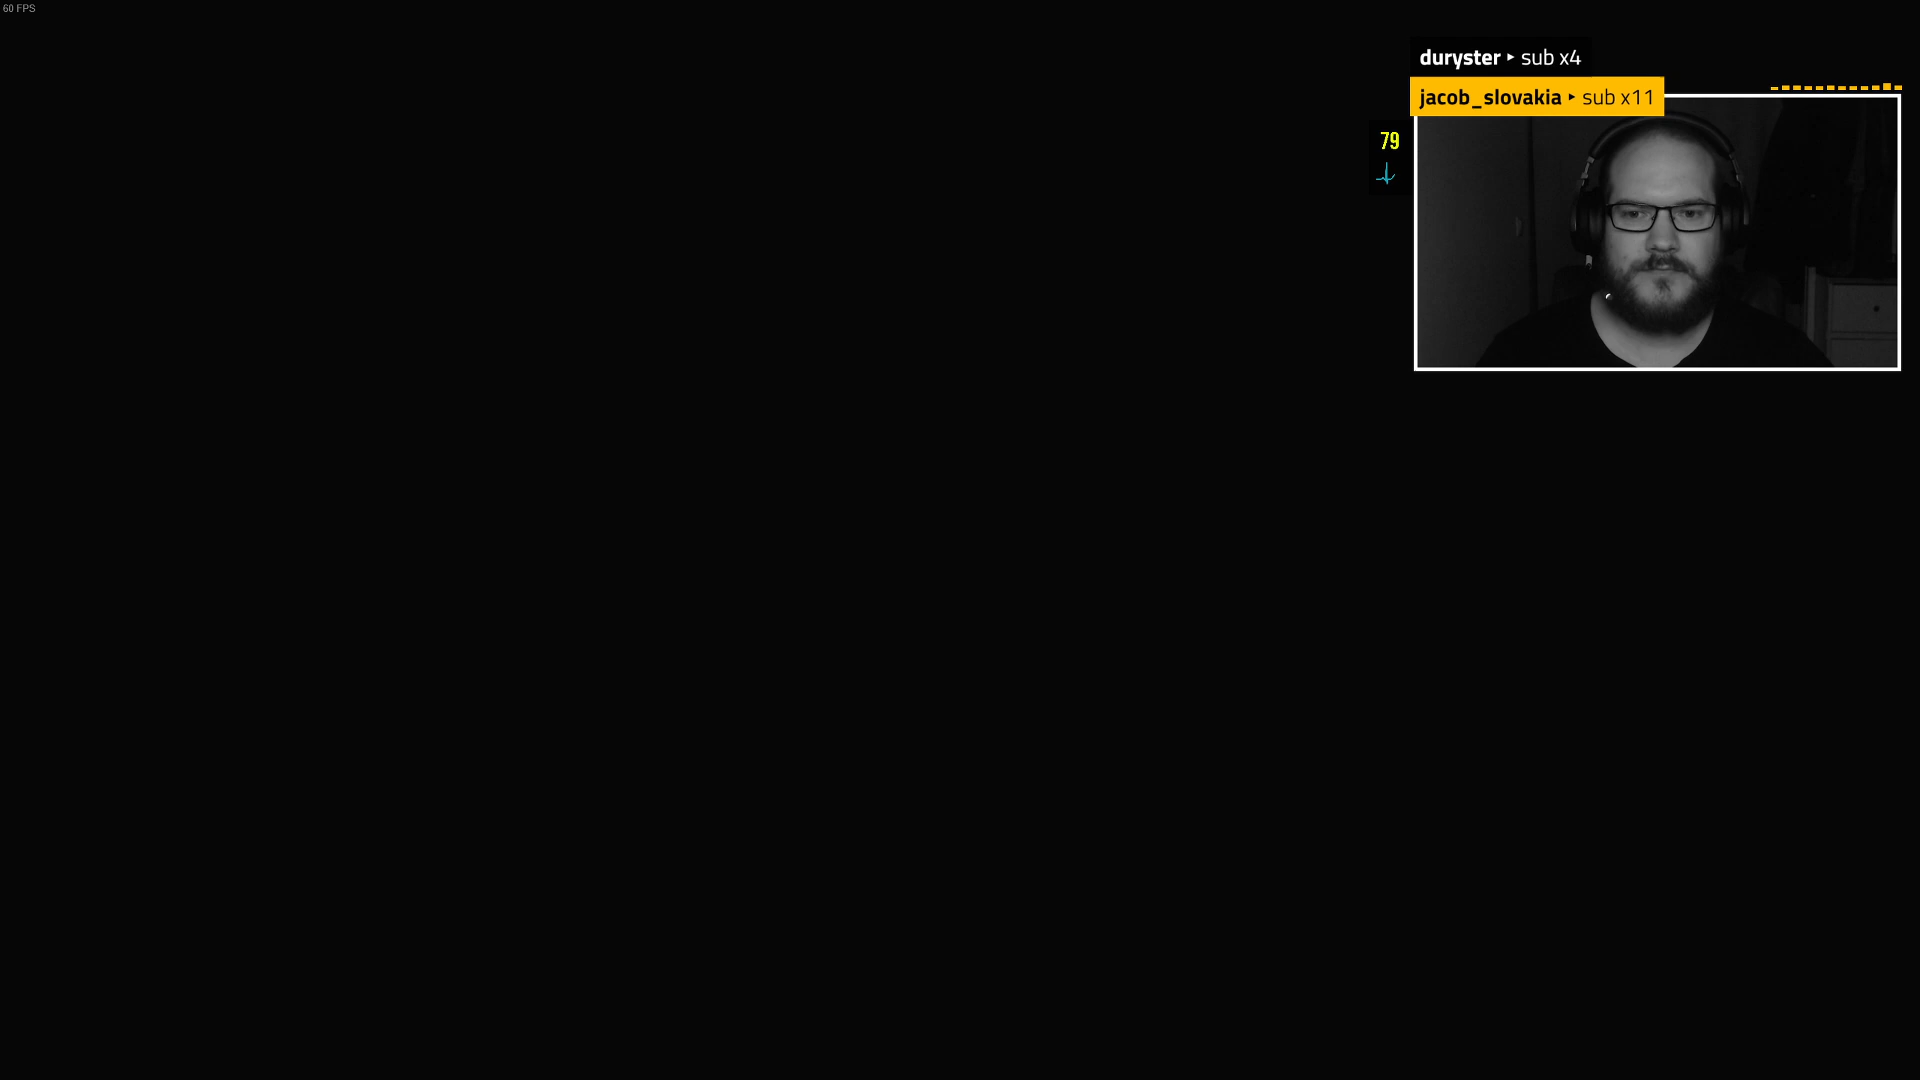 60 FPS
duryster ‣ sub x4
jacob_slovakia ‣ sub x11
79